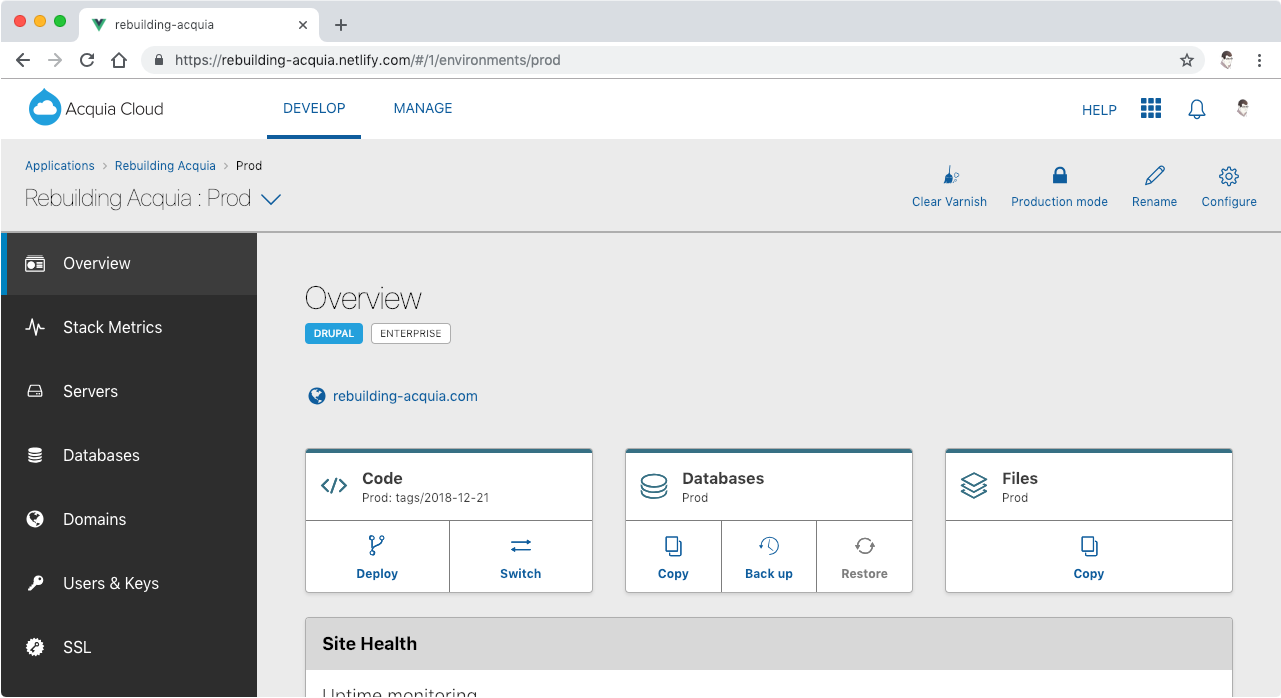 rebuilding-acquia
https://rebuilding-acquia.netlify.com/#/1/environments/prod
Acquia Cloud
DEVELOP
MANAGE
HELP
Applications > Rebuilding Acquia > Prod
Rebuilding Acquia : Prod
Clear Varnish
Production mode
Rename
Configure
Overview
Stack Metrics
Servers
Databases
Domains
Users & Keys
SSL
Overview
DRUPAL
ENTERPRISE
rebuilding-acquia.com
Code
Prod: tags/2018-12-21
Deploy
Switch
Databases
Prod
Copy
Back up
Restore
Files
Prod
Copy
Site Health
Uptime monitoring